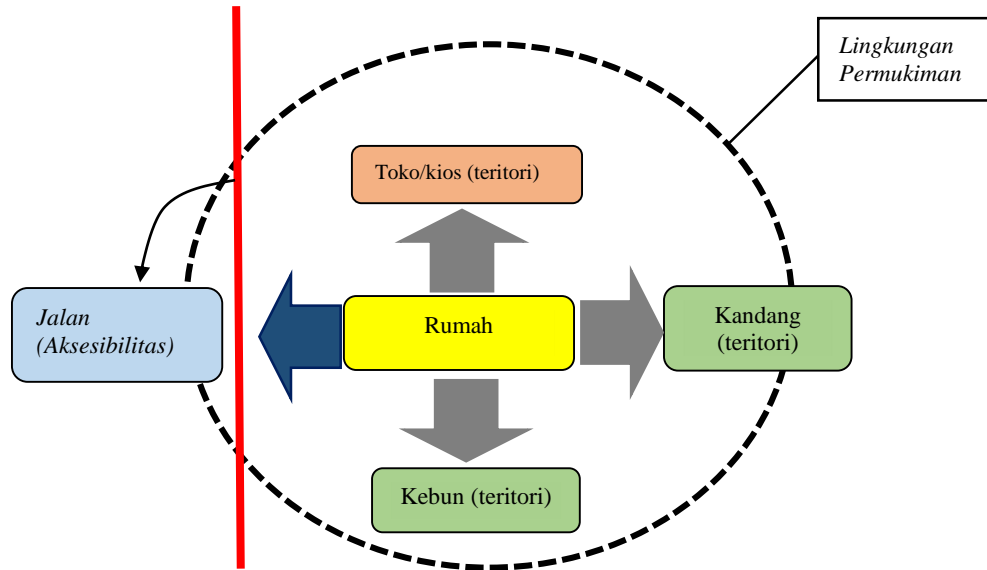 Lingkungan
Permukiman
Toko/kios (teritori)
Jalan
(Aksesibilitas)
Rumah
Kandang
(teritori)
Kebun (teritori)